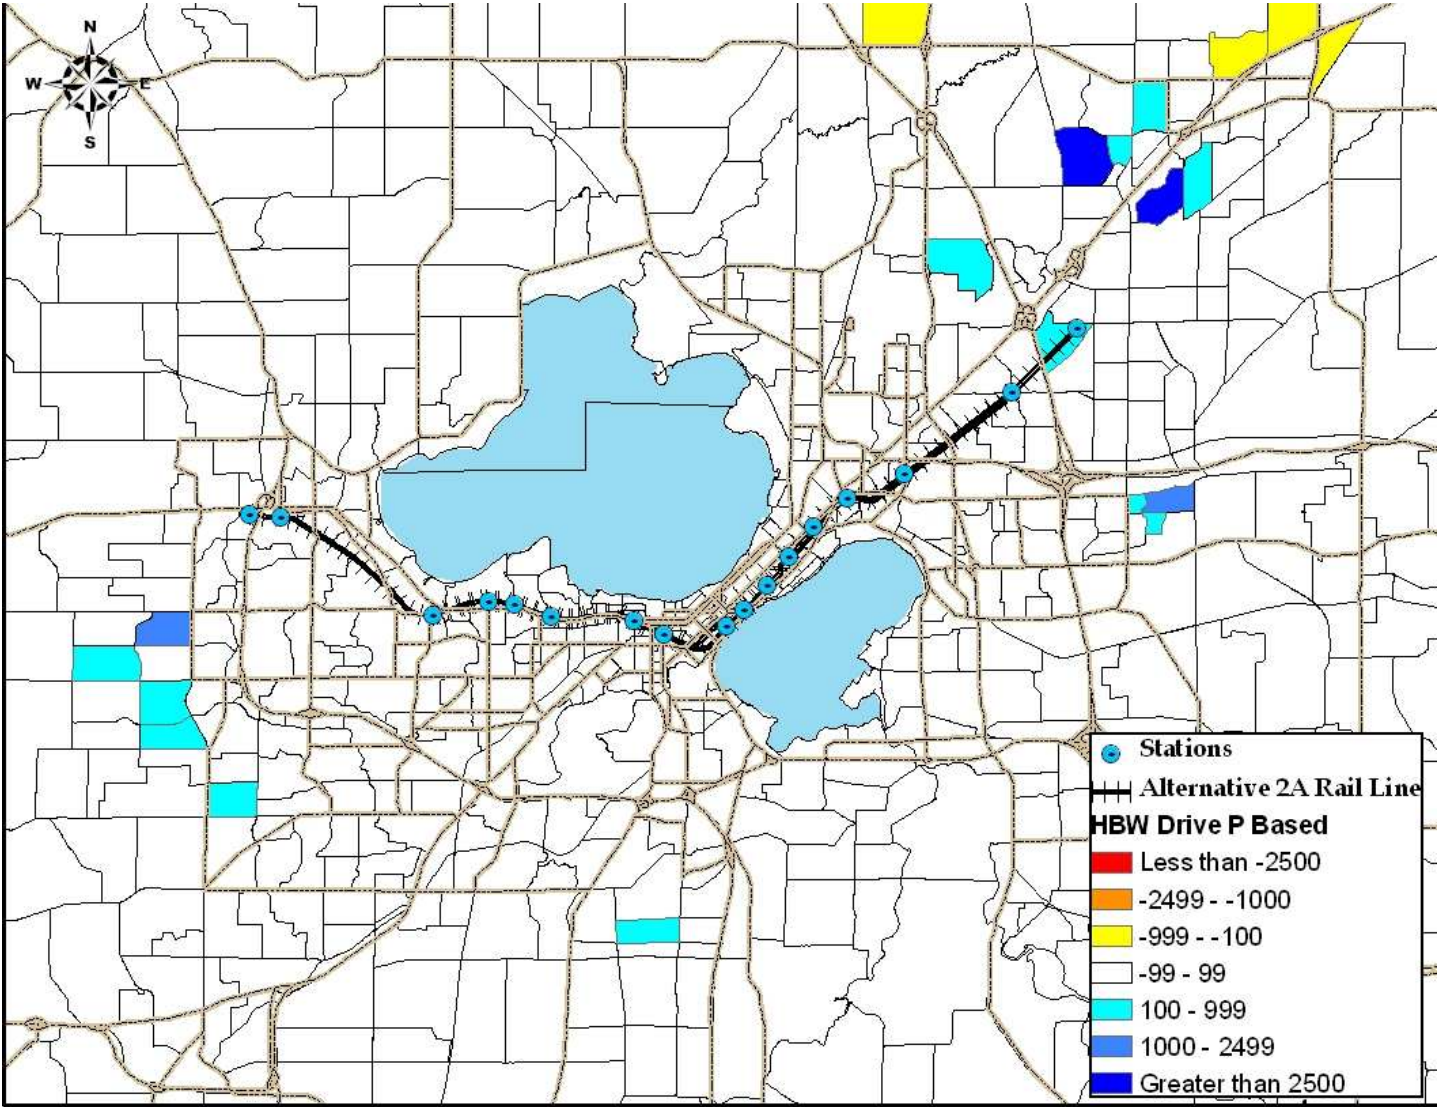 N
W E
S
Stations
Alternative 2A Rail Line
HBW Drive P Based
Less than -2500
-2499 - -1000
-999 - -100
-99 - 99
100 - 999
1000 - 2499
Greater than 2500